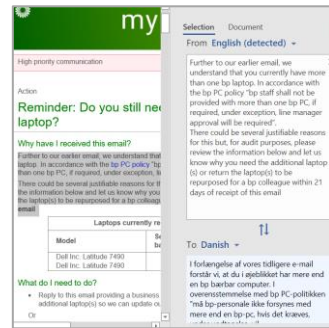 my
High priority communication
Action
Reminder: Do you still nee
laptop?
Why have I received this email?
Further to our earlier email, we understand that
laptop. In accordance with the bp PC policy "bp
than one bp PC, if required, under exception, li
There could be several justifiable reasons for th
the information below and let us know why you
the laptop(s) to be repurposed for a bp colleagu
email
Laptops currently re
Model
Se
ba
Dell Inc. Latitude 7490
Dell Inc. Latitude 7490
What do I need to do?
• Reply to this email providing a business
additional laptop(s) so we can update ou
Or
Selection Document
From English (detected)
Further to our earlier email, we
understand that you currently have more
than one bp laptop. In accordance with
the bp PC policy "bp staff shall not be
provided with more than one bp PC, if
required, under exception, line manager
approval will be required".
There could be several justifiable reasons
for this but, for audit purposes, please
review the information below and let us
know why you need the additional laptop
(s) or return the laptop(s) to be
repurposed for a bp colleague within 21
days of receipt of this email
To Danish
I forlængelse af vores tidligere e-mail
forstår vi, at du i øjeblikket har mere end
en bp bærbar computer. I
overensstemmelse med bp PC-politikken
"må bp-personale ikke forsynes med
mere end en bp-pc, hvis det kræves,